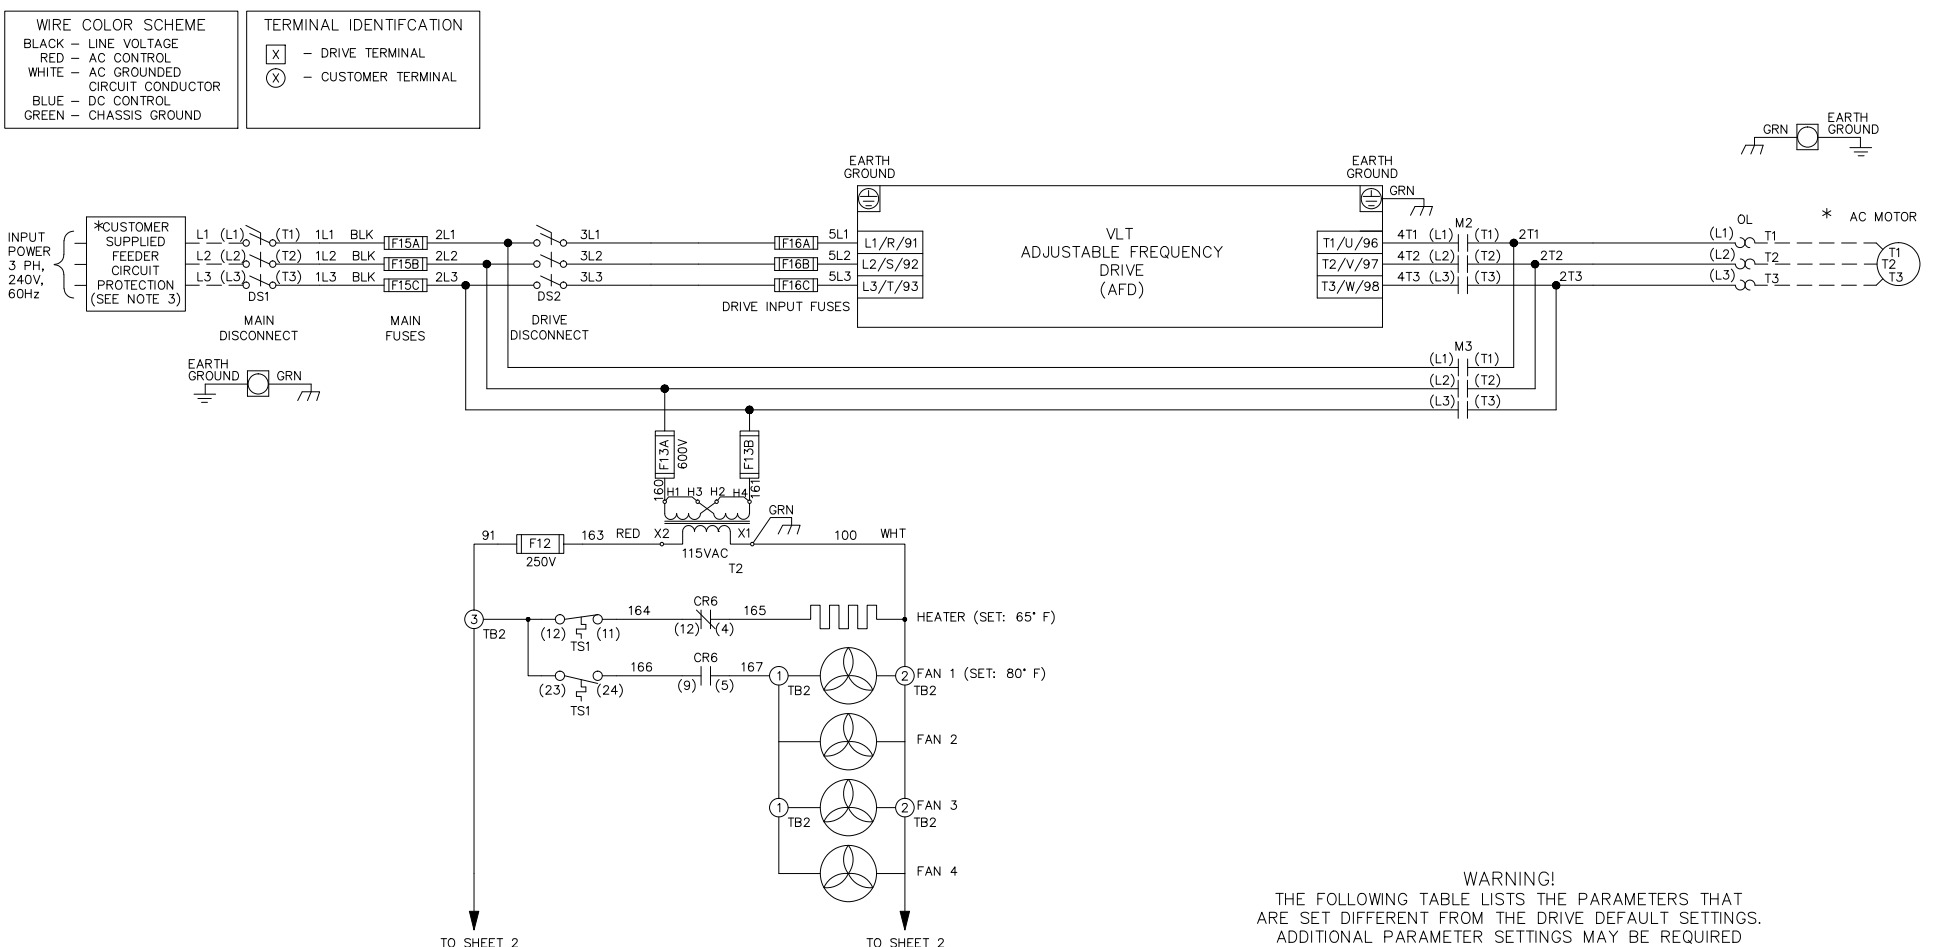 WIRE COLOR SCHEME
BLACK – LINE VOLTAGE
RED – AC CONTROL
WHITE – AC GROUNDED
CIRCUIT CONDUCTOR
BLUE – DC CONTROL
GREEN – CHASSIS GROUND
TERMINAL IDENTIFCATION
X – DRIVE TERMINAL
X – CUSTOMER TERMINAL
INPUT
POWER
3 PH,
240V,
60Hz
*CUSTOMER
SUPPLIED
FEEDER
CIRCUIT
PROTECTION
(SEE NOTE 3)
L1 (L1) (T1) 1L1 BLK F15A 2L1 3L1 F16A 5L1 L1/R/91
L2 (L2) (T2) 1L2 BLK F15B 2L2 3L2 F16B 5L2 L2/S/92
L3 (L3) (T3) 1L3 BLK F15C 2L3 3L3 F16C 5L3 L3/T/93
DS1
DS2
MAIN
DISCONNECT
MAIN
FUSES
DRIVE
DISCONNECT
DRIVE INPUT FUSES
EARTH
GROUND
GRN
EARTH
GROUND
VLT
ADJUSTABLE FREQUENCY
DRIVE
(AFD)
EARTH
GROUND
GRN
GRN
EARTH
GROUND
M2
OL
* AC MOTOR
T1/U/96 4T1 (L1) (T1) 2T1 (L1) T1
T2/V/97 4T2 (L2) (T2) 2T2 (L2) T2
T3/W/98 4T3 (L3) (T3) 2T3 (L3) T3
T1
T2
T3
M3
(L1) (T1)
(L2) (T2)
(L3) (T3)
F13A
600V
F13B
160
161
H1 H3 H2 H4
GRN
91 F12 163 RED X2 X1 100 WHT
250V
115VAC
T2
3
TB2
(12) (11)
TS1
164
CR6
(12) (4)
165
HEATER (SET: 65° F)
(23) (24)
TS1
166
CR6
(9) (5)
167
1
TB2
2
TB2
FAN 1 (SET: 80° F)
FAN 2
1
TB2
2
TB2
FAN 3
FAN 4
TO SHEET 2
TO SHEET 2
WARNING!
THE FOLLOWING TABLE LISTS THE PARAMETERS THAT
ARE SET DIFFERENT FROM THE DRIVE DEFAULT SETTINGS.
ADDITIONAL PARAMETER SETTINGS MAY BE REQUIRED